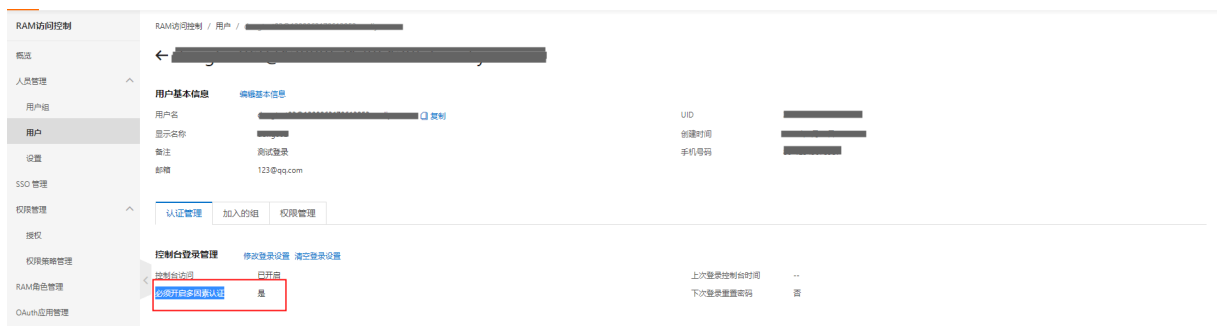 RAM访问控制
RAM访问控制 / 用户 /
概览
←
人员管理
用户基本信息 编辑基本信息
用户组
用户名 复制 UID
用户
显示名称 创建时间
备注 测试登录 手机号码
设置
邮箱 123@qq.com
SSO 管理
权限管理
认证管理 加入的组 权限管理
授权
控制台登录管理 修改登录设置 清空登录设置
权限策略管理
控制台访问 已开启 上次登录控制台时间 --
RAM角色管理
必须开启多因素认证 是 下次登录重置密码 否
OAuth应用管理